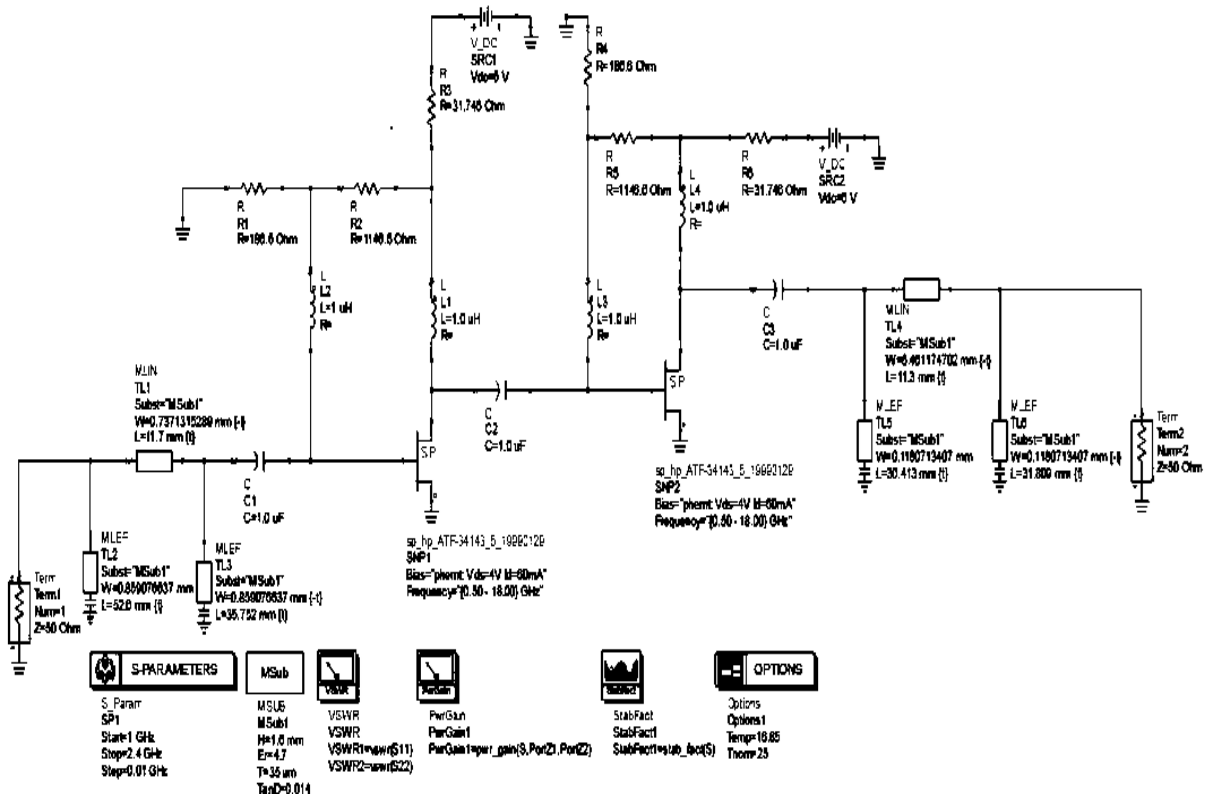 V_DC
SRC1
Vdc=6 V
R
R3
R=31.746 Ohm
R
R4
R=186.6 Ohm
R
R5
R=1146.6 Ohm
R
R6
R=31.746 Ohm
V_DC
SRC2
Vdc=6 V
R
R1
R=186.6 Ohm
R
R2
R=1146.6 Ohm
L
L2
L=1 uH
R=
L
L1
L=1.0 uH
R=
L
L3
L=1.0 uH
R=
L
L4
L=1.0 uH
R=
C
C3
C=1.0 uF
MLIN
TL4
Subst="MSub1"
L=11.3 mm {t}
MLIN
TL1
Subst="MSub1"
W=0.7371315289 mm {-t}
L=11.7 mm {t}
C
C2
C=1.0 uF
SP
SP
C
C1
C=1.0 uF
MLEF
TL2
Subst="MSub1"
W=0.859076637 mm
L=52.6 mm {t}
MLEF
TL3
Subst="MSub1"
W=0.859076637 mm {-t}
L=35.752 mm {t}
MLEF
TL5
Subst="MSub1"
W=0.1180713407 mm
L=30.413 mm {t}
MLEF
TL6
Subst="MSub1"
W=0.1180713407 mm {-t}
L=31.809 mm {t}
Term
Term1
Num=1
Z=50 Ohm
Term
Term2
Num=2
Z=50 Ohm
sp_hp_ATF-34143_5_19990129
SNP1
Bias="phemt: Vds=4V Id=60mA"
Frequency="{0.50 - 18.00} GHz"
sp_hp_ATF-34143_5_19990129
SNP2
Bias="phemt: Vds=4V Id=60mA"
Frequency="{0.50 - 18.00} GHz"
S-PARAMETERS
S_Param
SP1
Start=1 GHz
Stop=2.4 GHz
Step=0.01 GHz
MSub
MSUB
MSub1
H=1.6 mm
Er=4.7
T=35 um
TanD=0.014
VSWR
VSWR
VSWR
VSWR1=vswr(S11)
VSWR2=vswr(S22)
PwrGain
PwrGain
PwrGain1
PwrGain1=pwr_gain(S,PortZ1,PortZ2)
StabFact
StabFact
StabFact1
StabFact1=stab_fact(S)
OPTIONS
Options
Options1
Temp=16.85
Tnom=25